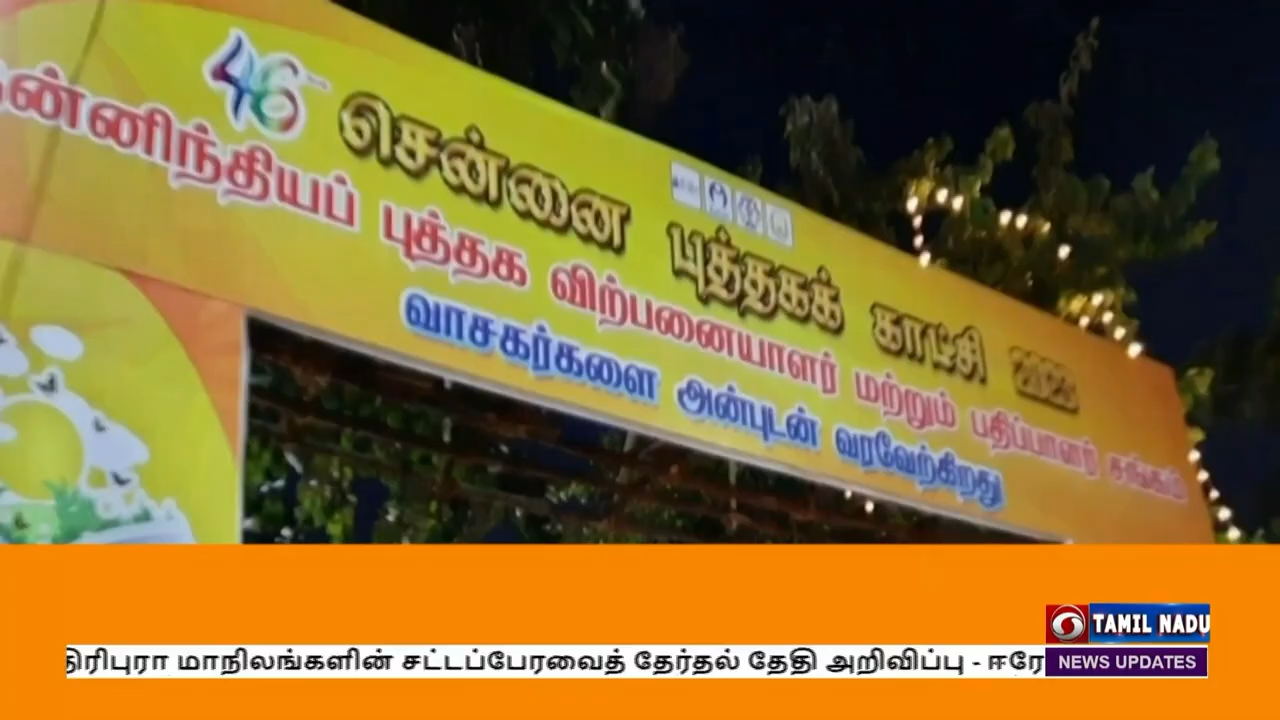 46
சென்னை புத்தகக் காட்சி 2023
தென்னிந்தியப் புத்தக விற்பனையாளர் மற்றும் பதிப்பாளர் சங்கம்
வாசகர்களை அன்புடன் வரவேற்கிறது
TAMIL NADU
திரிபுரா மாநிலங்களின் சட்டப்பேரவைத் தேர்தல் தேதி அறிவிப்பு - ஈரோ
NEWS UPDATES